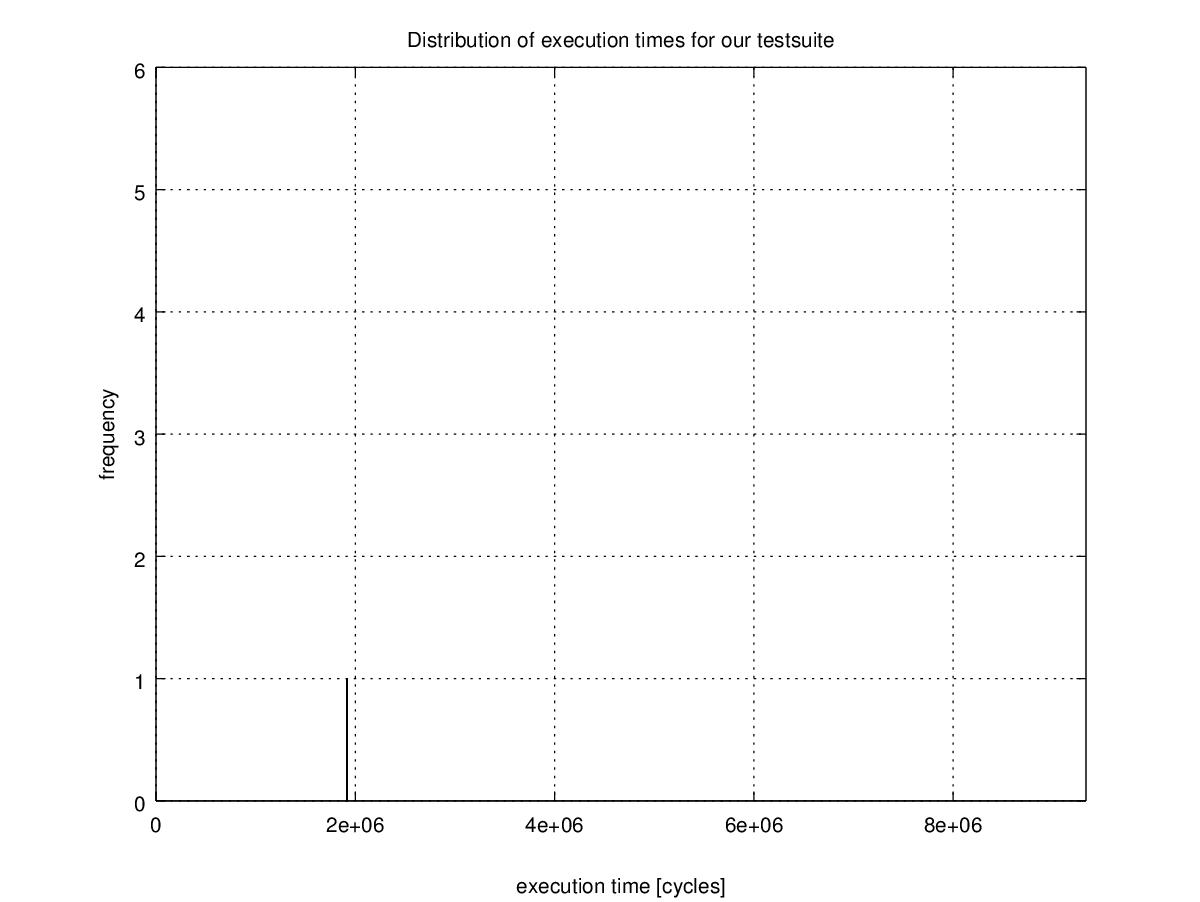 Distribution of execution times for our testsuite
6
5
4
3
2
1
0
frequency
0 2e+06 4e+06 6e+06 8e+06
execution time [cycles]